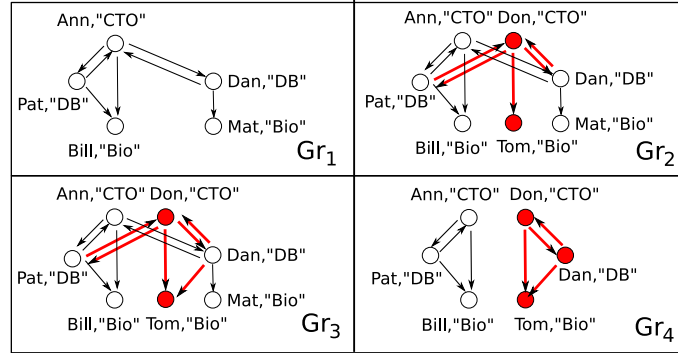 Ann,"CTO"
Pat,"DB"
Dan,"DB"
Bill,"Bio"
Mat,"Bio"
Gr1
Ann,"CTO" Don,"CTO"
Pat,"DB"
Dan,"DB"
Bill,"Bio" Tom,"Bio" Mat,"Bio"
Gr2
Ann,"CTO" Don,"CTO"
Pat,"DB"
Dan,"DB"
Mat,"Bio"
Bill,"Bio" Tom,"Bio"
Gr3
Ann,"CTO" Don,"CTO"
Pat,"DB"
Dan,"DB"
Bill,"Bio" Tom,"Bio"
Gr4